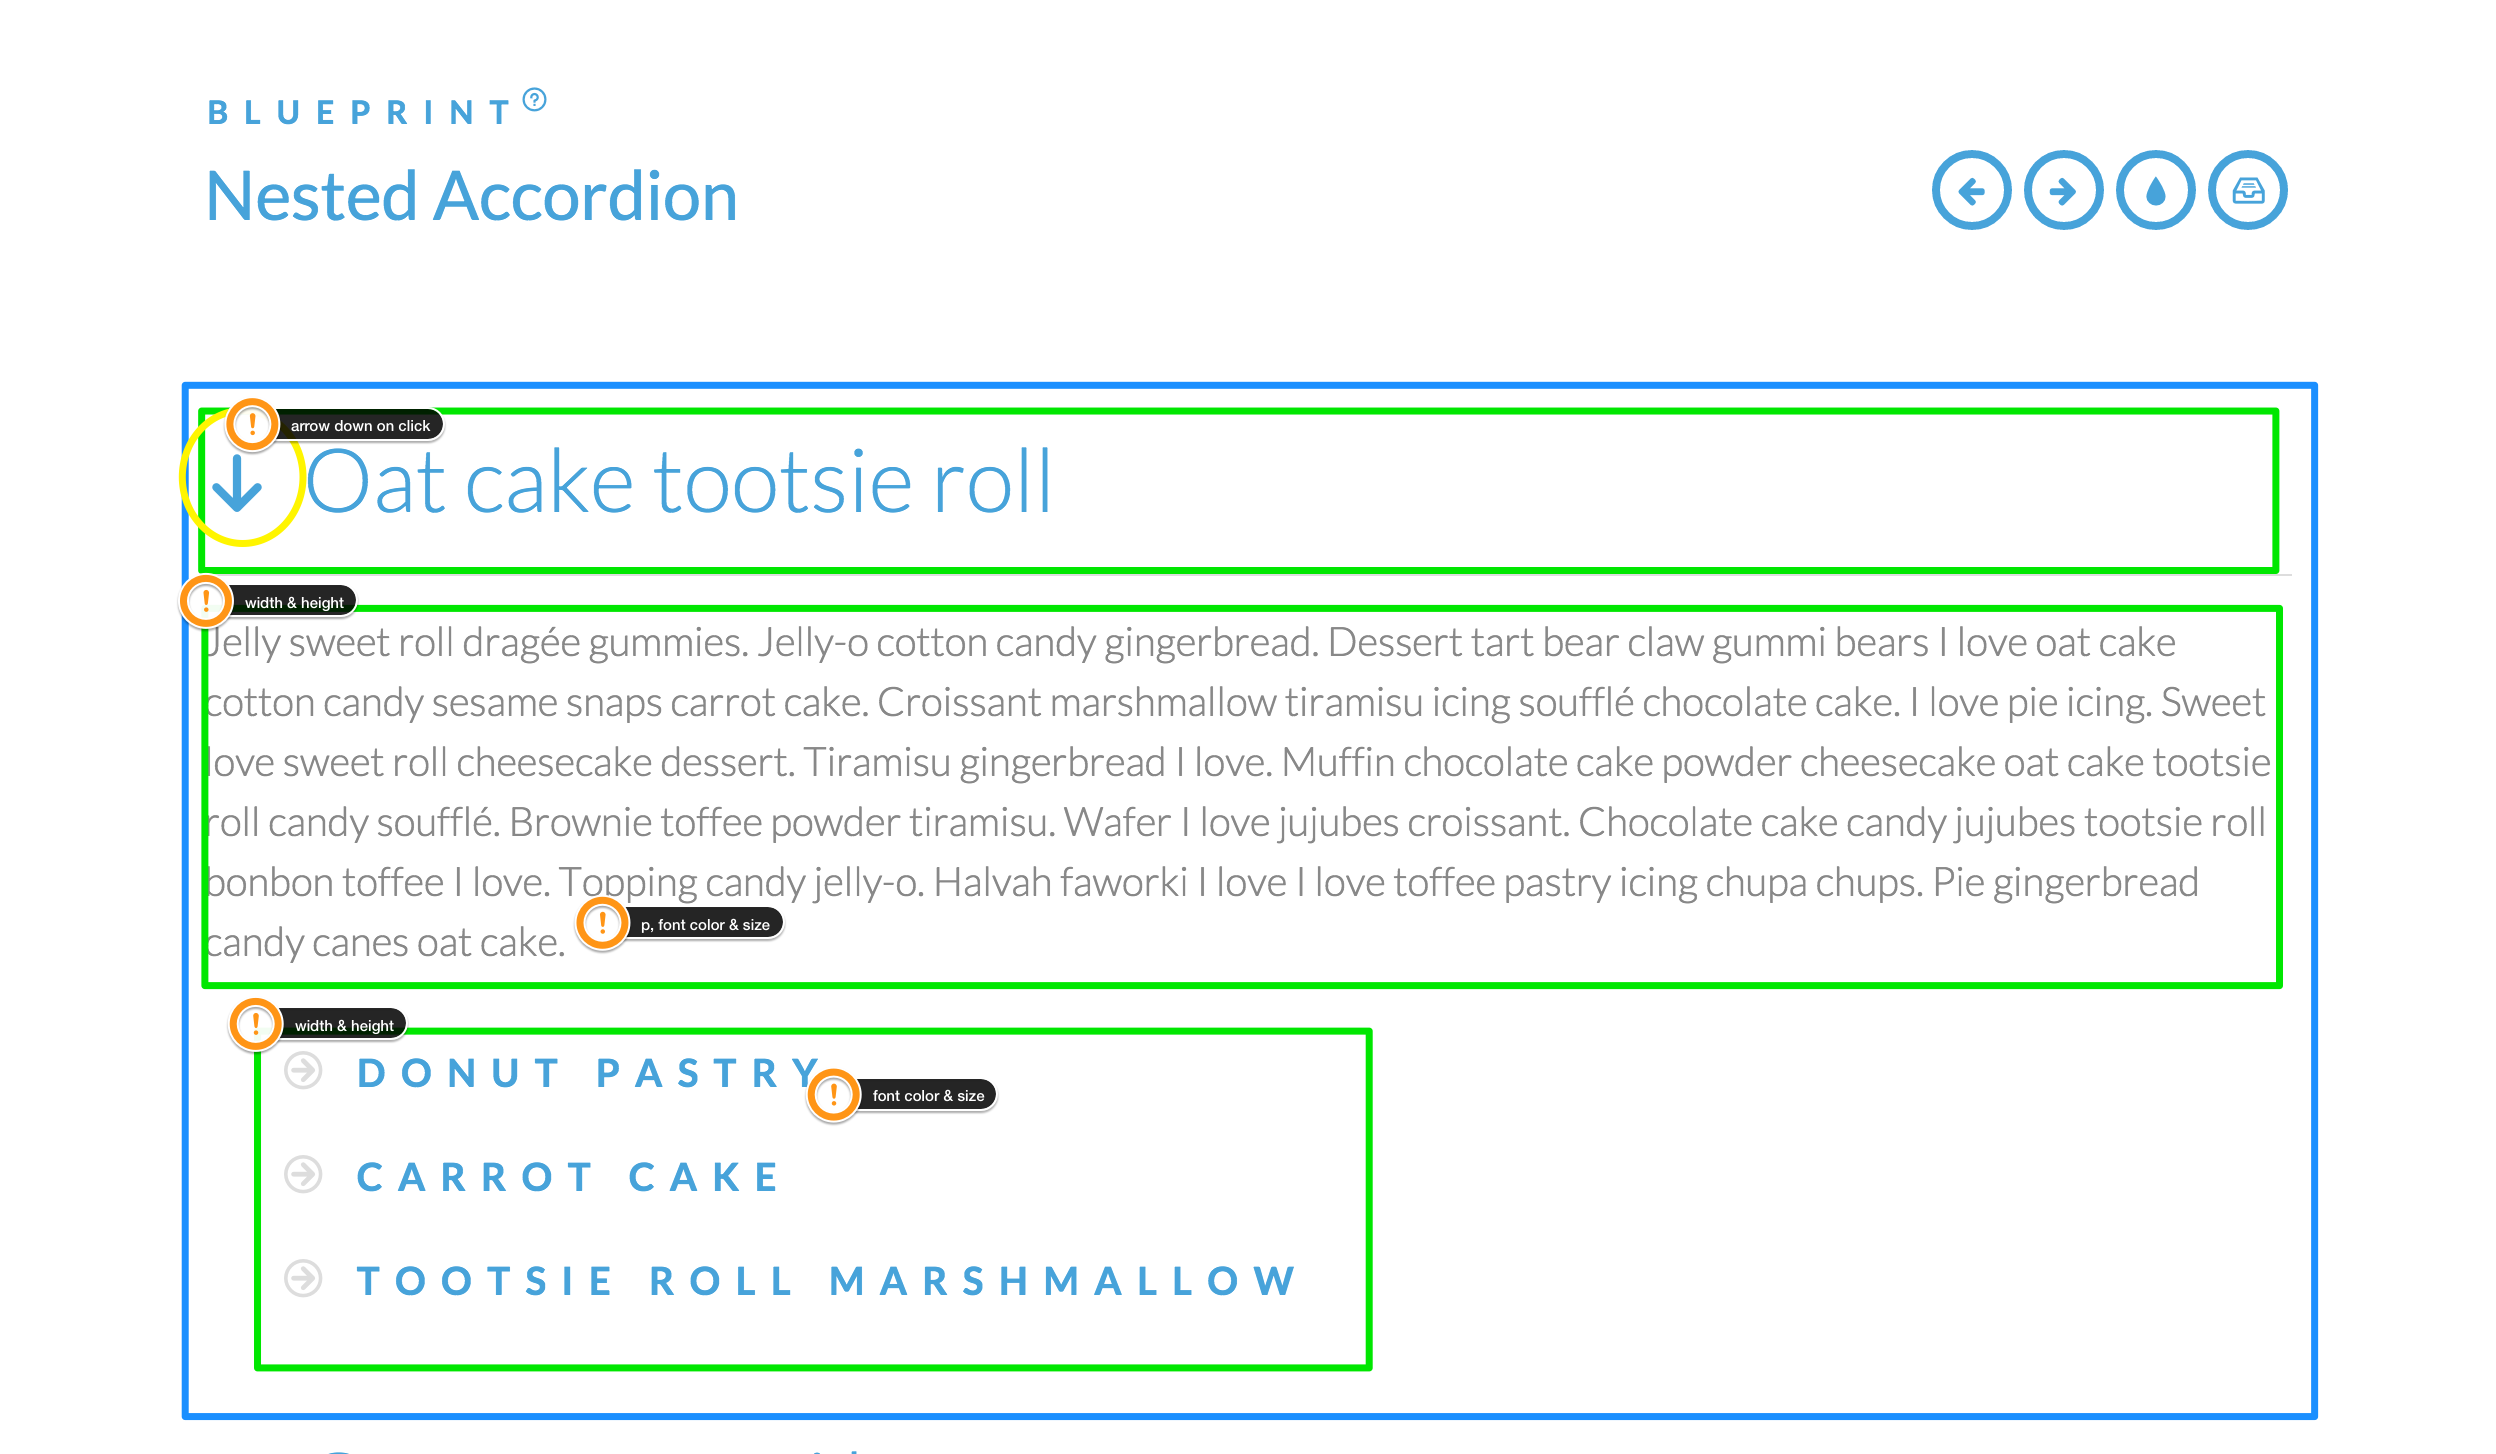 BLUEPRINT
Nested Accordion
arrow down on click
Oat cake tootsie roll
width & height
Jelly sweet roll dragée gummies. Jelly-o cotton candy gingerbread. Dessert tart bear claw gummi bears I love oat cake
cotton candy sesame snaps carrot cake. Croissant marshmallow tiramisu icing soufflé chocolate cake. I love pie icing. Sweet
love sweet roll cheesecake dessert. Tiramisu gingerbread I love. Muffin chocolate cake powder cheesecake oat cake tootsie
roll candy soufflé. Brownie toffee powder tiramisu. Wafer I love jujubes croissant. Chocolate cake candy jujubes tootsie roll
bonbon toffee I love. Topping candy jelly-o. Halvah faworki I love I love toffee pastry icing chupa chups. Pie gingerbread
candy canes oat cake.
p, font color & size
width & height
DONUT PASTRY
font color & size
CARROT CAKE
TOOTSIE ROLL MARSHMALLOW